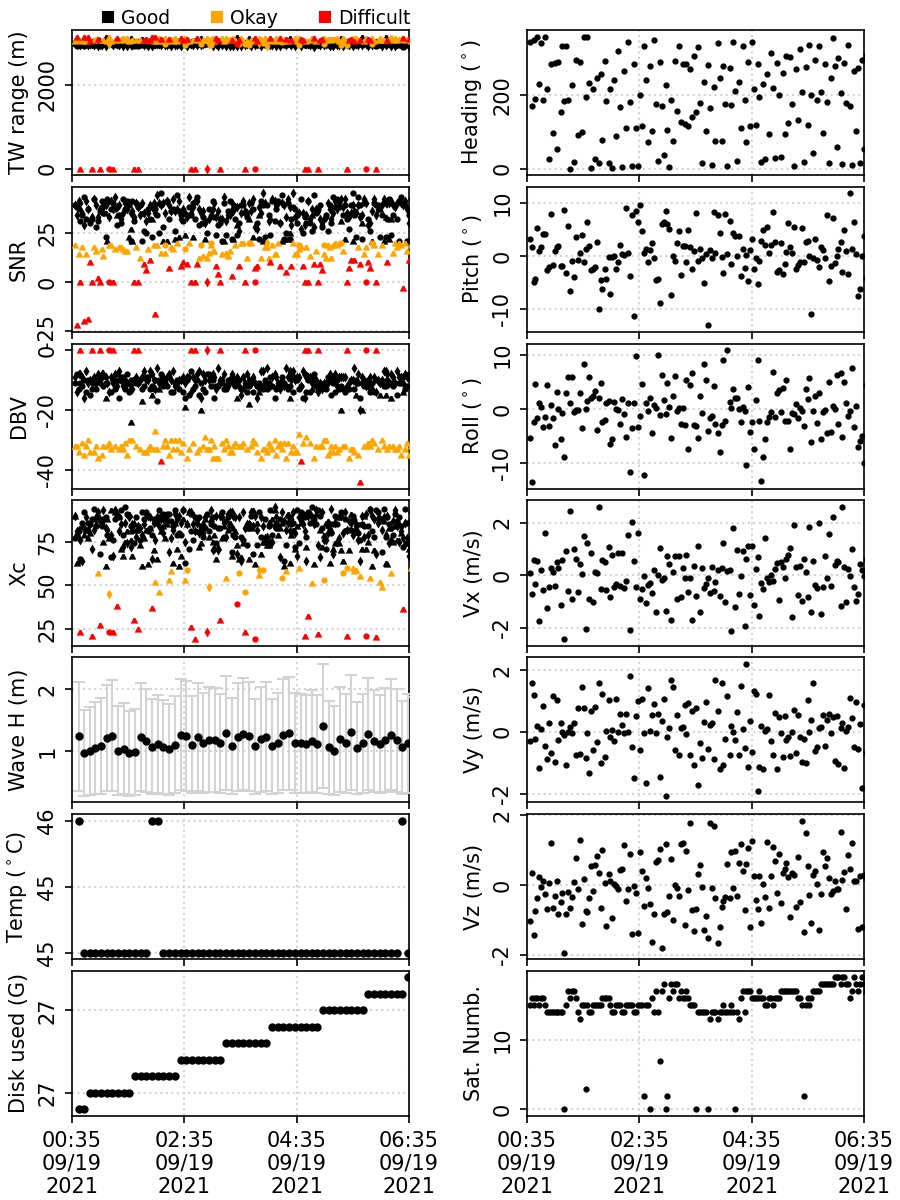 Good Okay Difficult
TW range (m)
2000
0
Heading (°)
200
0
SNR
25
0
-25
Pitch (°)
10
0
-10
DBV
0
-20
-40
Roll (°)
10
0
-10
Xc
75
50
25
Vx (m/s)
2
0
-2
Wave H (m)
2
1
Vy (m/s)
2
0
-2
Temp (°C)
46
45
45
Vz (m/s)
2
0
-2
Disk used (G)
27
27
Sat. Numb.
10
0
00:35 02:35 04:35 06:35 00:35 02:35 04:35 06:35
09/19 09/19 09/19 09/19 09/19 09/19 09/19 09/19
2021 2021 2021 2021 2021 2021 2021 2021